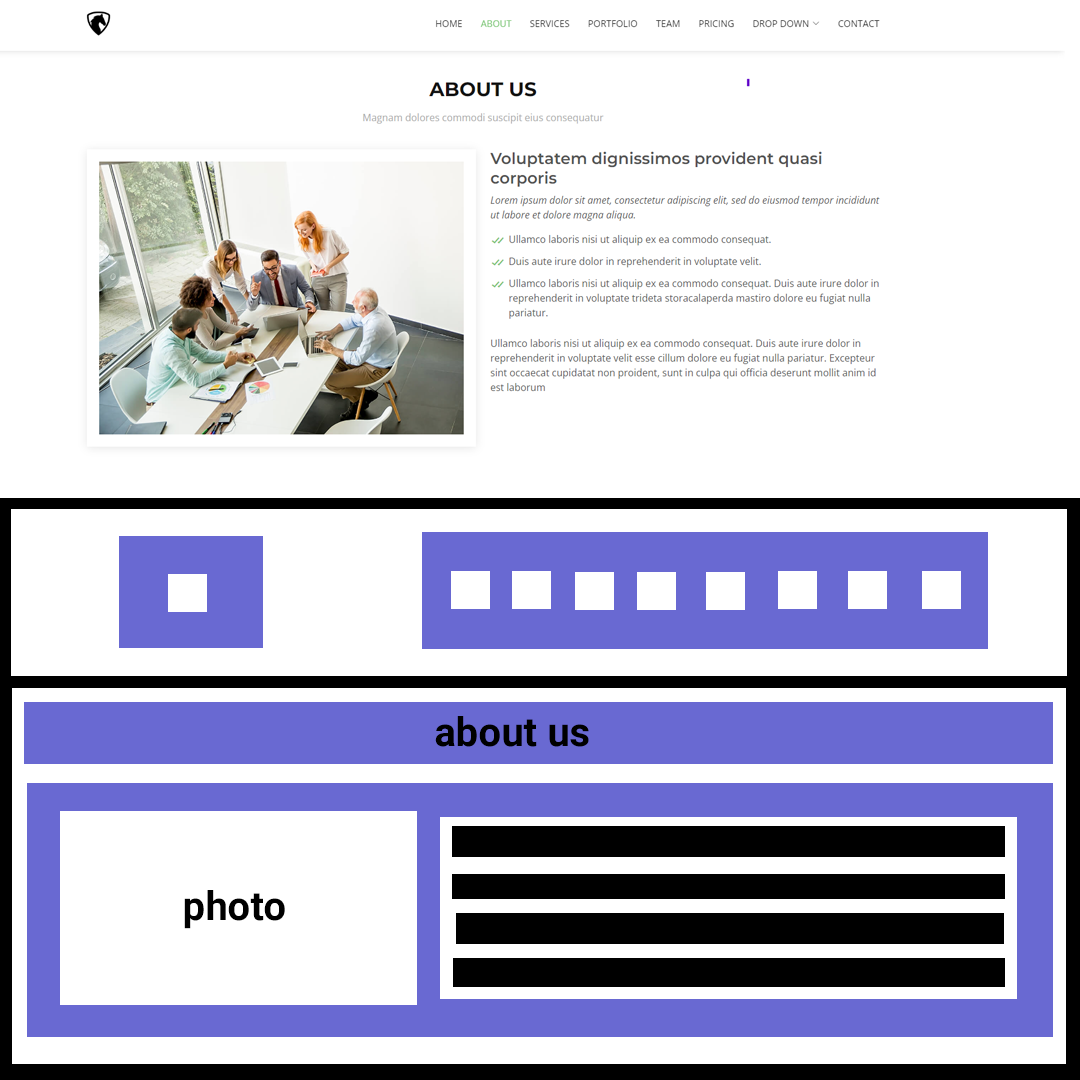 HOME ABOUT SERVICES PORTFOLIO TEAM PRICING DROP DOWN CONTACT
ABOUT US
Magnam dolores commodi suscipit eius consequatur
Voluptatem dignissimos provident quasi
corporis
Lorem ipsum dolor sit amet, consectetur adipiscing elit, sed do eiusmod tempor incididunt
ut labore et dolore magna aliqua.
Ullamco laboris nisi ut aliquip ex ea commodo consequat.
Duis aute irure dolor in reprehenderit in voluptate velit.
Ullamco laboris nisi ut aliquip ex ea commodo consequat. Duis aute irure dolor in
reprehenderit in voluptate trideta storacalaperda mastiro dolore eu fugiat nulla
pariatur.
Ullamco laboris nisi ut aliquip ex ea commodo consequat. Duis aute irure dolor in
reprehenderit in voluptate velit esse cillum dolore eu fugiat nulla pariatur. Excepteur
sint occaecat cupidatat non proident, sunt in culpa qui officia deserunt mollit anim id
est laborum
about us
photo